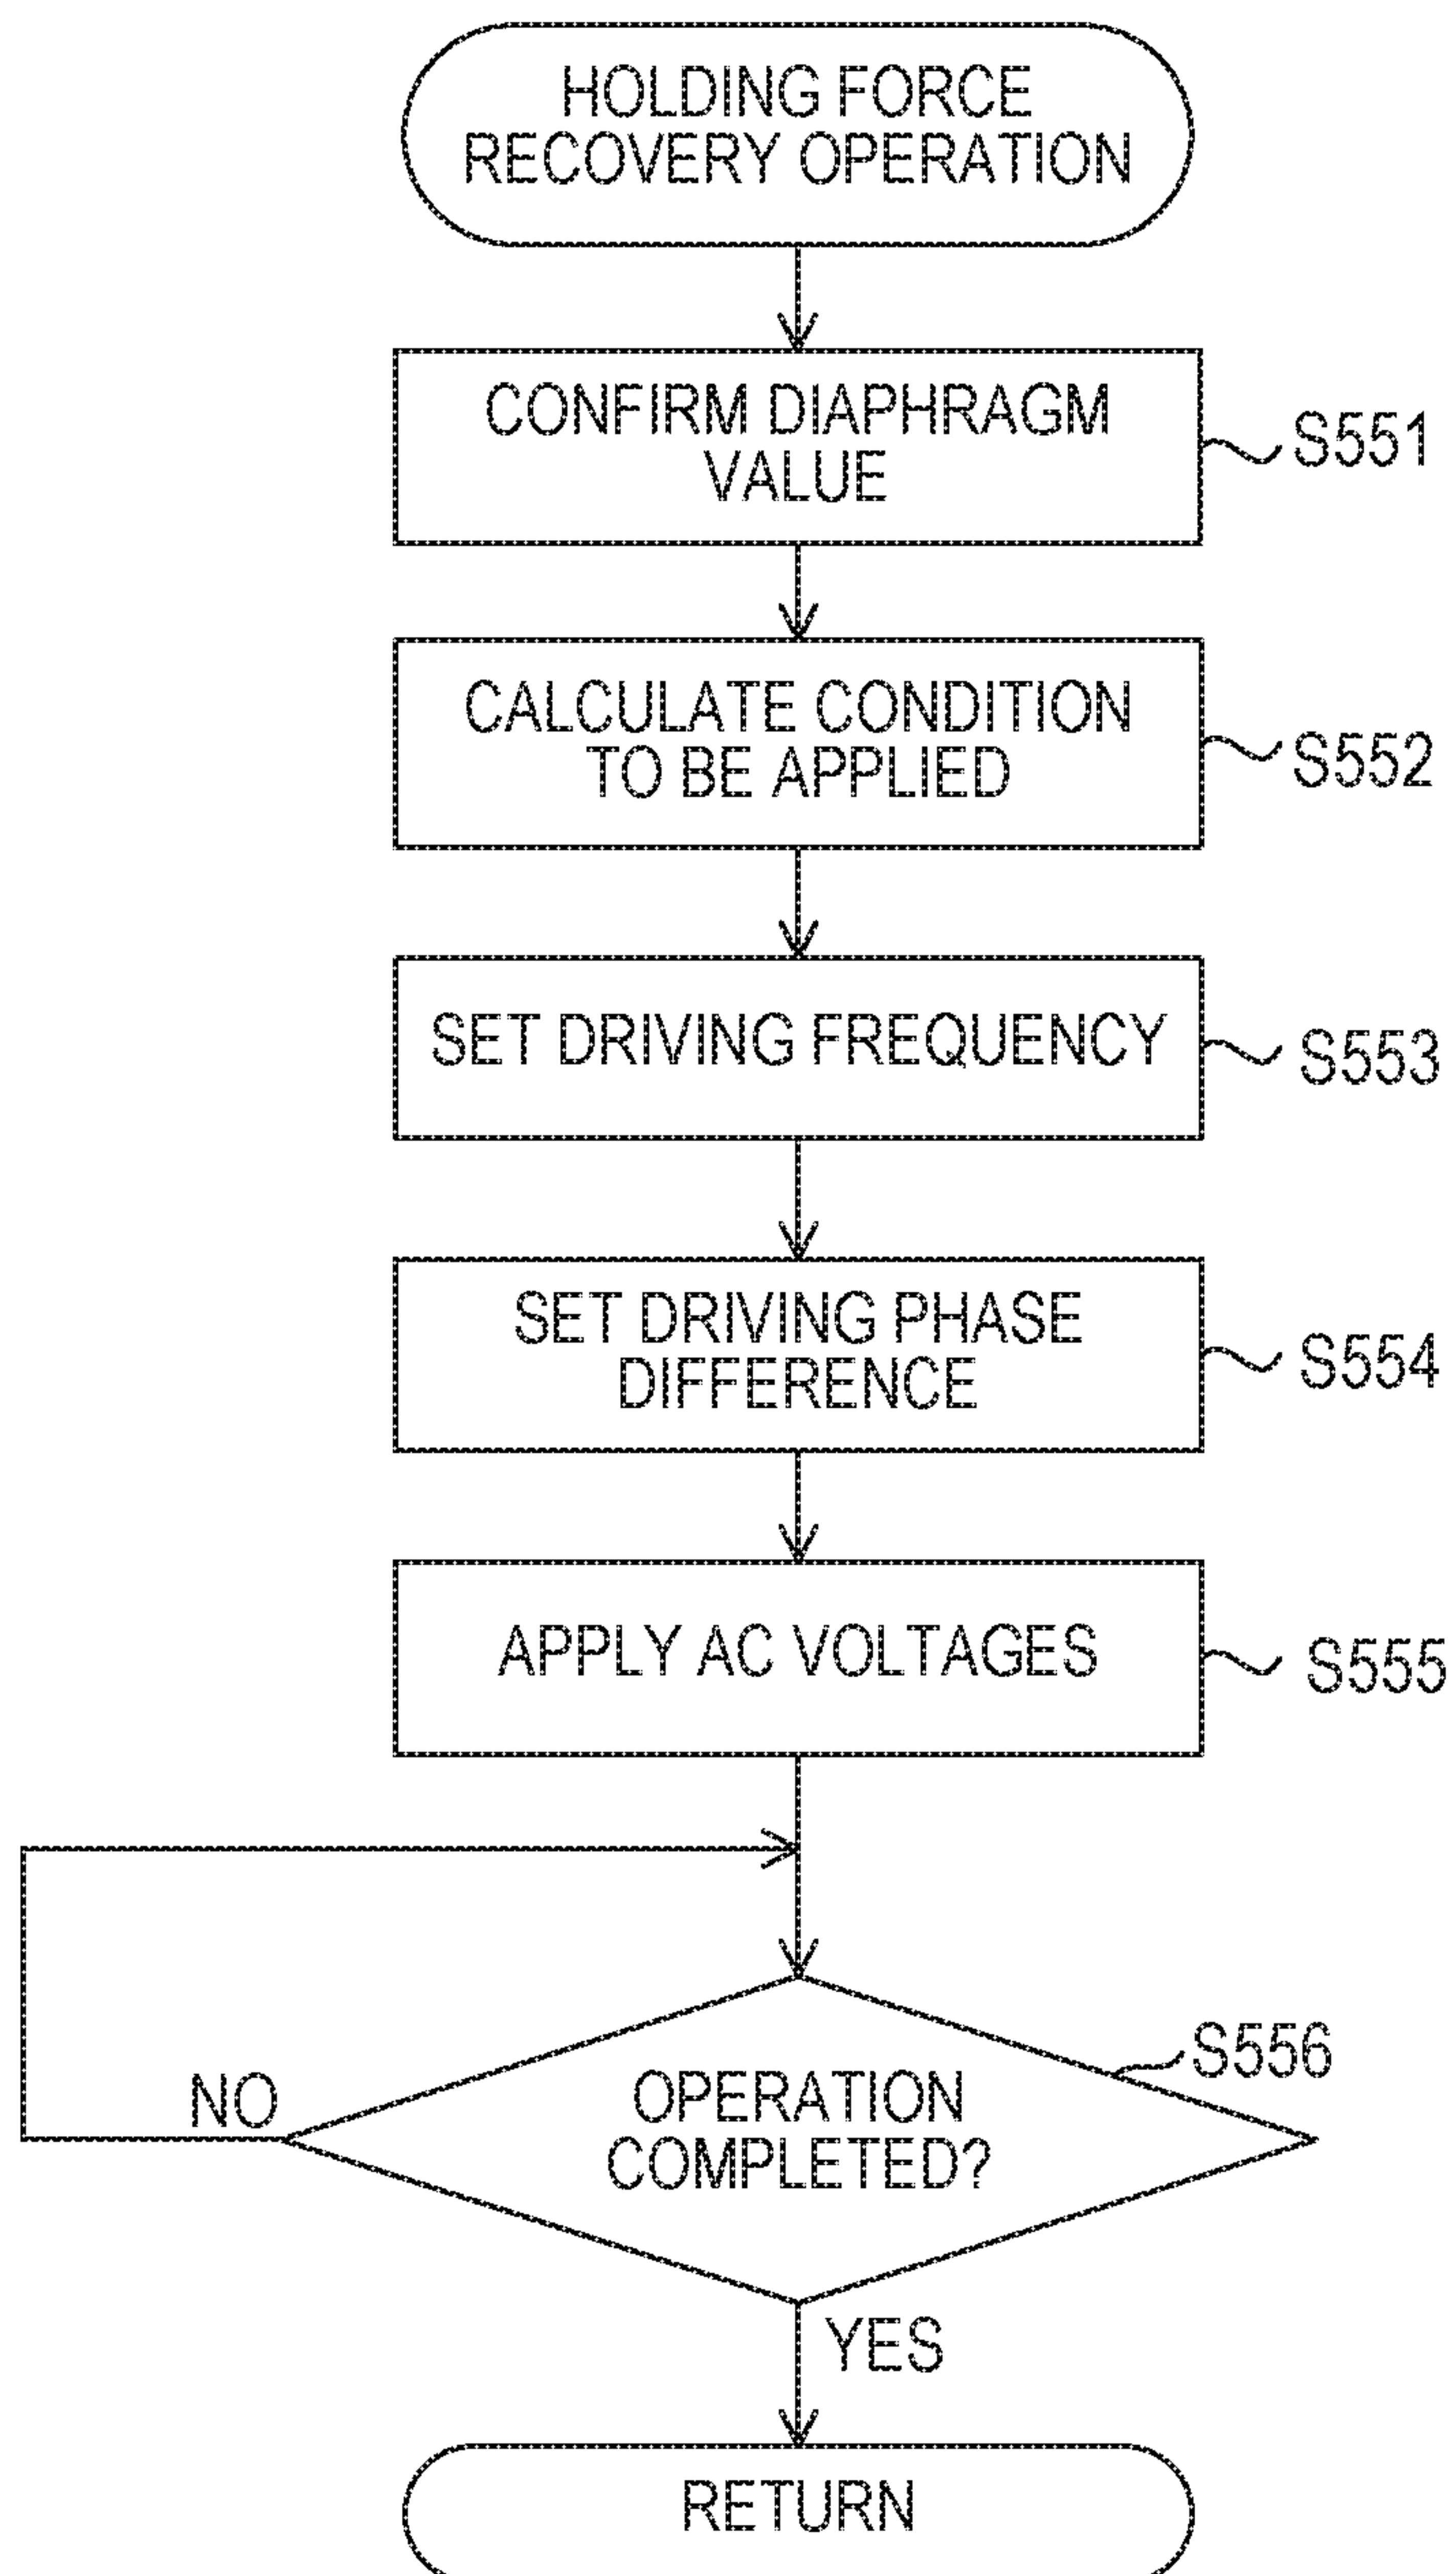 HOLDING FORCE
RECOVERY OPERATION
CONFIRM DIAPHRAGM
VALUE
S551
CALCULATE CONDITION
TO BE APPLIED
S552
SET DRIVING FREQUENCY
S553
SET DRIVING PHASE
DIFFERENCE
S554
APPLY AC VOLTAGES
S555
S556
OPERATION
COMPLETED?
NO
YES
RETURN